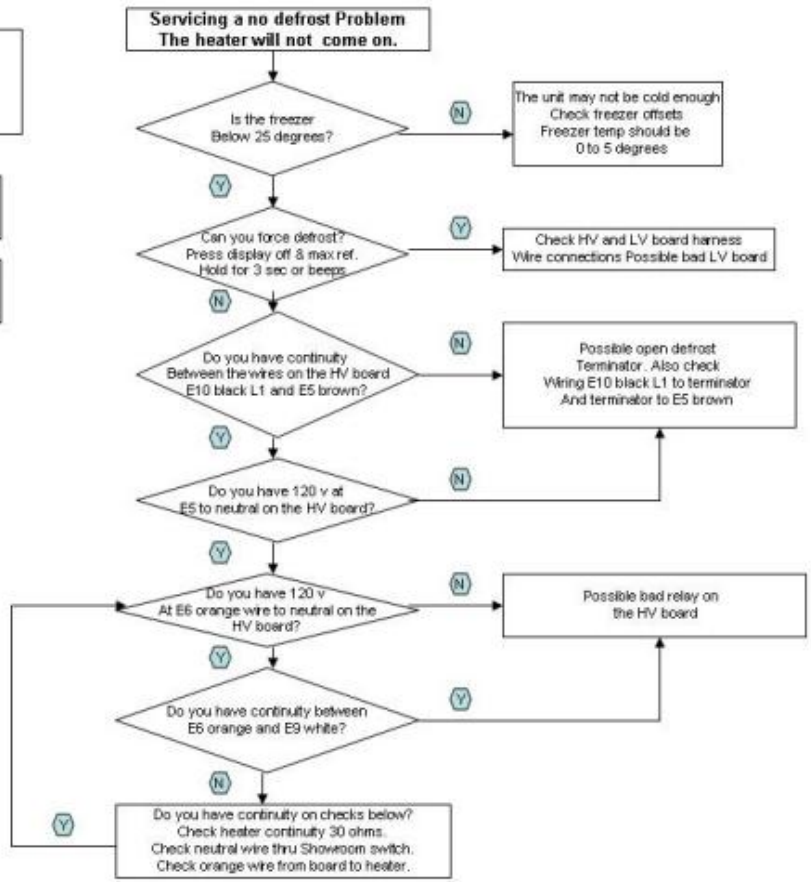 Servicing a no defrost Problem
The heater will not come on.
Is the freezer
Below 25 degrees?
N
The unit may not be cold enough
Check freezer offsets
Freezer temp should be
0 to 5 degrees
Y
Can you force defrost?
Press display off & max ref.
Hold for 3 sec or beeps
Y
Check HV and LV board harness
Wire connections Possible bad LV board
N
Do you have continuity
Between the wires on the HV board
E10 black L1 and E5 brown?
N
Possible open defrost
Terminator. Also check
Wiring E10 black L1 to terminator
And terminator to E5 brown
Y
Do you have 120 v at
E5 to neutral on the HV board?
N
Y
Do you have 120 v
At E6 orange wire to neutral on the
HV board?
N
Possible bad relay on
the HV board
Y
Do you have continuity between
E6 orange and E9 white?
Y
N
Do you have continuity on checks below?
Check heater continuity 30 ohms.
Check neutral wire thru Showroom switch.
Check orange wire from board to heater.
Y